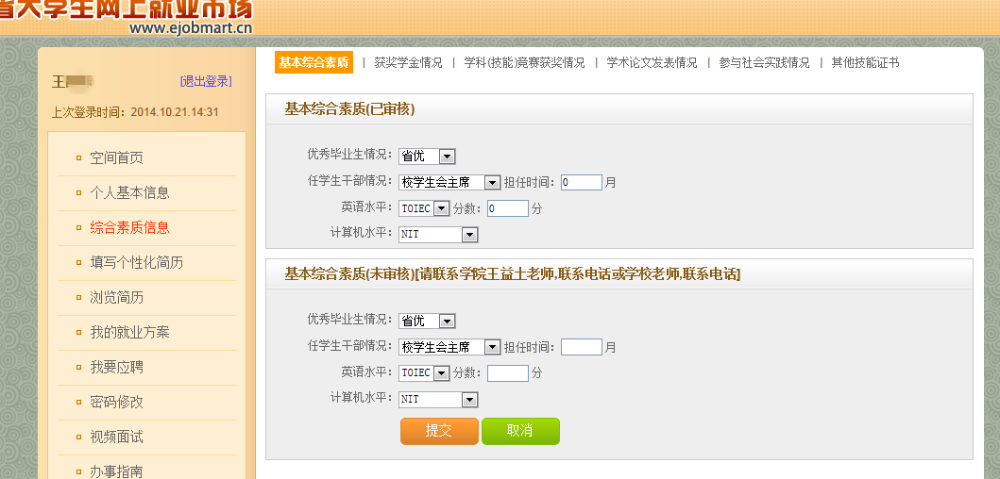 省大学生网上就业市场
www.ejobmart.cn
王 [退出登录]
上次登录时间：2014.10.21.14:31
空间首页
个人基本信息
综合素质信息
填写个性化简历
浏览简历
我的就业方案
我要应聘
密码修改
视频面试
办事指南
基本综合素质 | 获奖学金情况 | 学科(技能)竞赛获奖情况 | 学术论文发表情况 | 参与社会实践情况 | 其他技能证书
基本综合素质(已审核)
优秀毕业生情况： 省优
任学生干部情况： 校学生会主席 担任时间： 0 月
英语水平： TOIEC 分数： 0 分
计算机水平： NIT
基本综合素质(未审核)[请联系学院王益土老师,联系电话或学校老师,联系电话]
优秀毕业生情况： 省优
任学生干部情况： 校学生会主席 担任时间： 月
英语水平： TOIEC 分数： 分
计算机水平： NIT
提交 取消